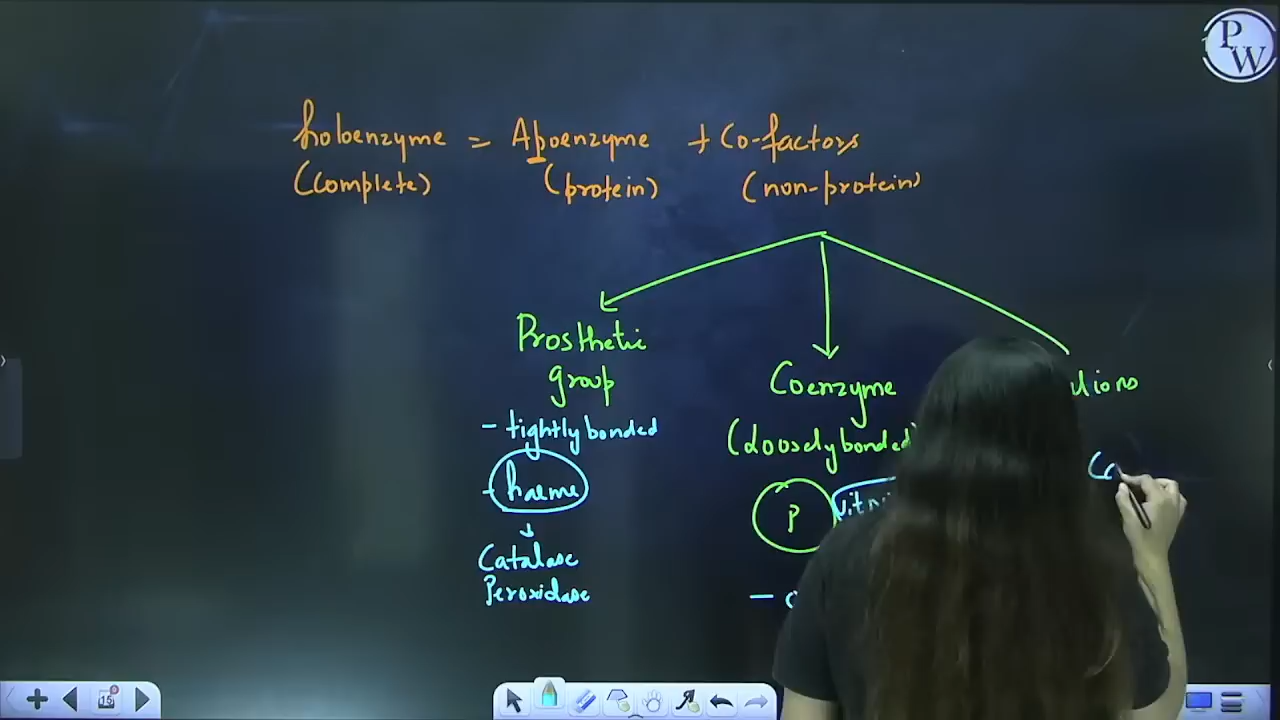 PW
holoenzyme = Apoenzyme + Co-factors
(complete) (protein) (non-protein)
Prosthetic
group
- tightly bonded
- haeme
Catalase
Peroxidase
Coenzyme
(Loosely bonded)
P
15